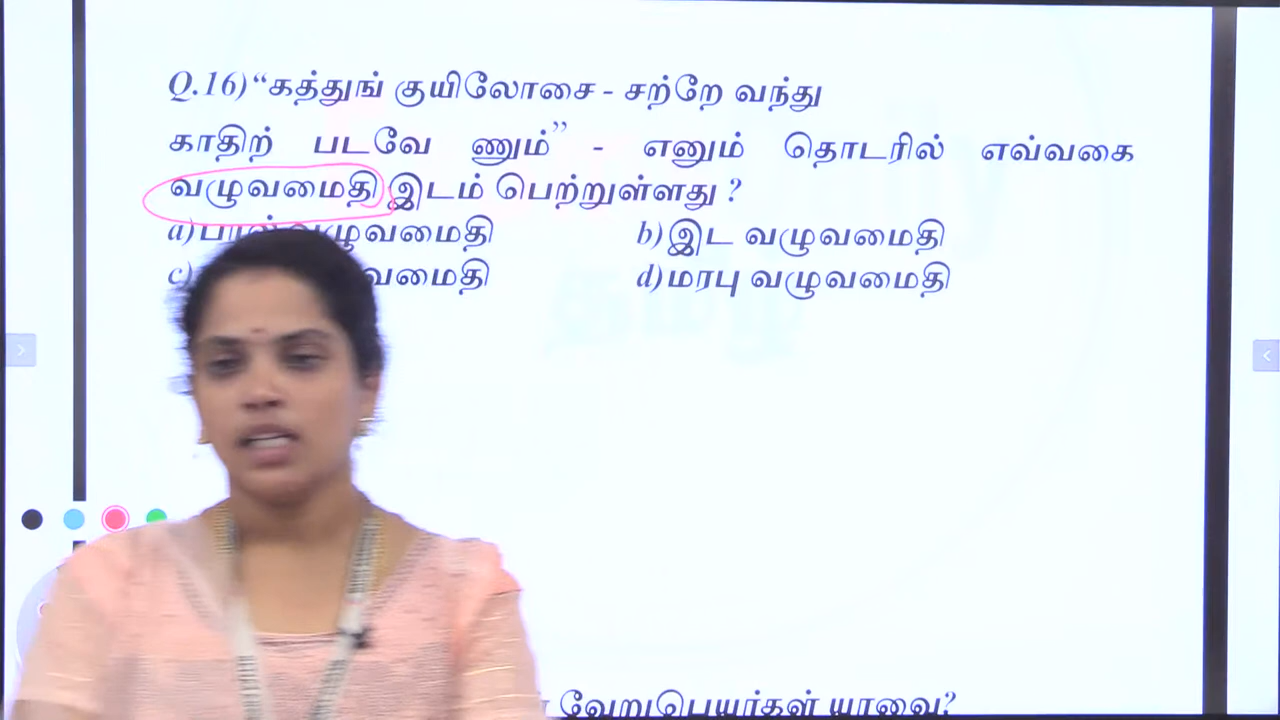 Q.16)“கத்துங் குயிலோசை - சற்றே வந்து
காதிற் படவே ணும்” - எனும் தொடரில் எவ்வகை
வழுவமைதி இடம் பெற்றுள்ளது ?
a)பால்வழுவமைதி b)இட வழுவமைதி
c) d)மரபு வழுவமைதி
வேறுபெயர்கள் யாவை?